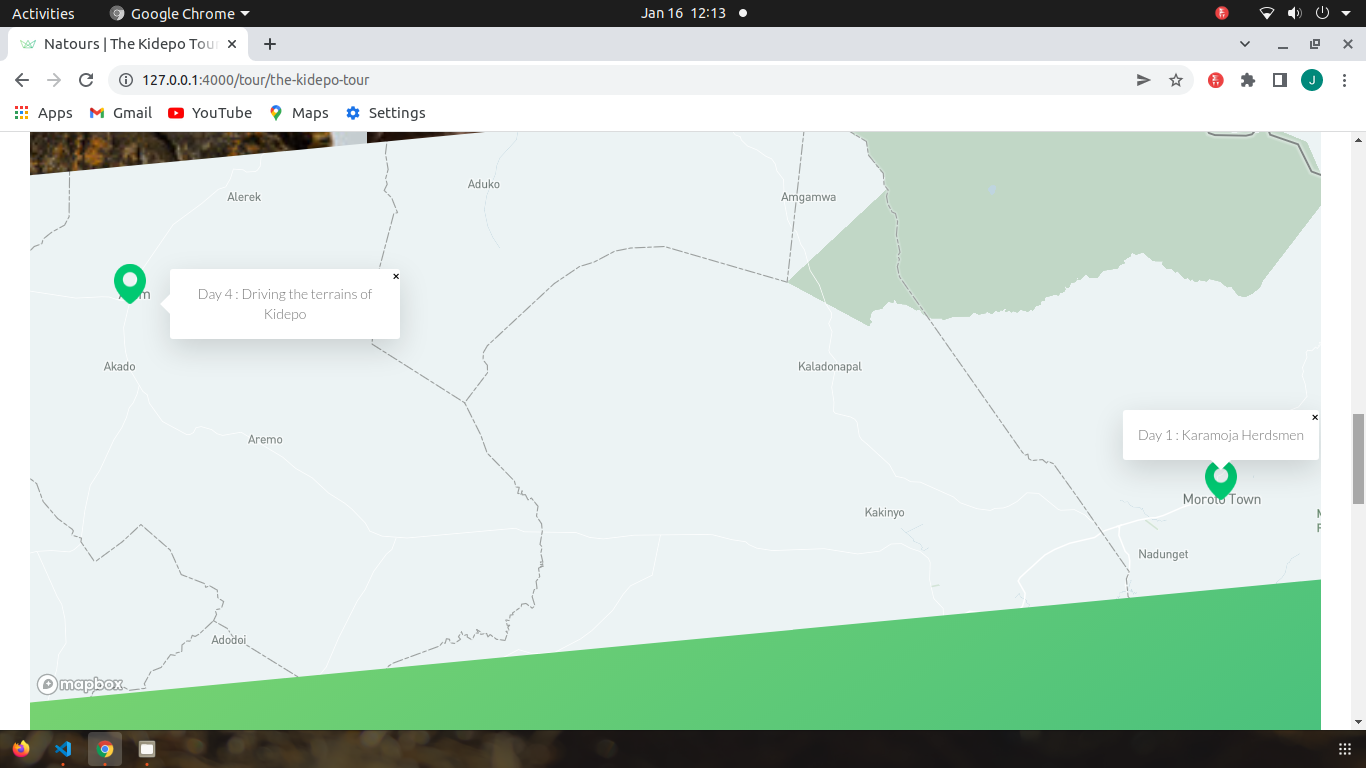 Activities
Google Chrome
Jan 16 12:13
Natours | The Kidepo Tour
127.0.0.1:4000/tour/the-kidepo-tour
J
Apps
Gmail
YouTube
Maps
Settings
Alerek
Aduko
Amgamwa
Day 4 : Driving the terrains of
Kidepo
Akado
Kaladonapal
Aremo
Day 1 : Karamoja Herdsmen
Moroto Town
Kakinyo
Nadunget
Adodoi
mapbox